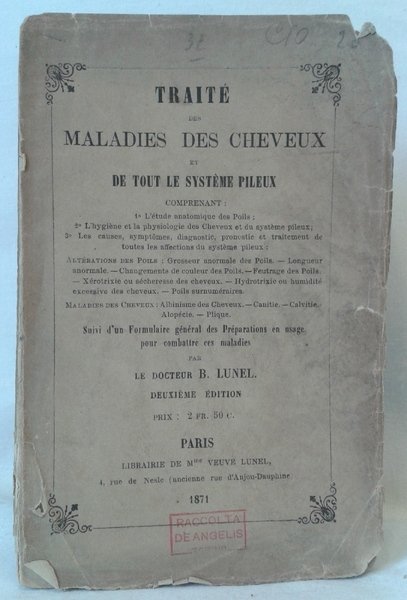 32
TRAITÉ
DES
MALADIES DES CHEVEUX
ET
DE TOUT LE SYSTÈME PILEUX
COMPRENANT :
1º L'étude anatomique des Poils ;
2º L'hygiène et la physiologie des Cheveux et du système pileux ;
3º Les causes, symptômes, diagnostic, pronostic et traitement de
toutes les affections du système pileux :
ALTÉRATIONS DES POILS : Grosseur anormale des Poils. — Longueur
anormale. — Changements de couleur des Poils. — Feutrage des Poils.
— Xérotrixie ou sécheresse des cheveux. — Hydrotrixie ou humidité
excessive des cheveux. — Poils surnuméraires.
MALADIES DES CHEVEUX : Albinisme des Cheveux. — Canitie. — Calvitie.
Alopécie. — Plique.
Suivi d'un Formulaire général des Préparations en usage
pour combattre ces maladies
PAR
LE DOCTEUR B. LUNEL.
DEUXIÈME ÉDITION
PRIX : 2 FR. 50 C.
PARIS
LIBRAIRIE DE Mme VEUVE LUNEL,
4, rue de Nesle (ancienne rue d'Anjou-Dauphine)
1871
RACCOLTA
DE ANGELIS